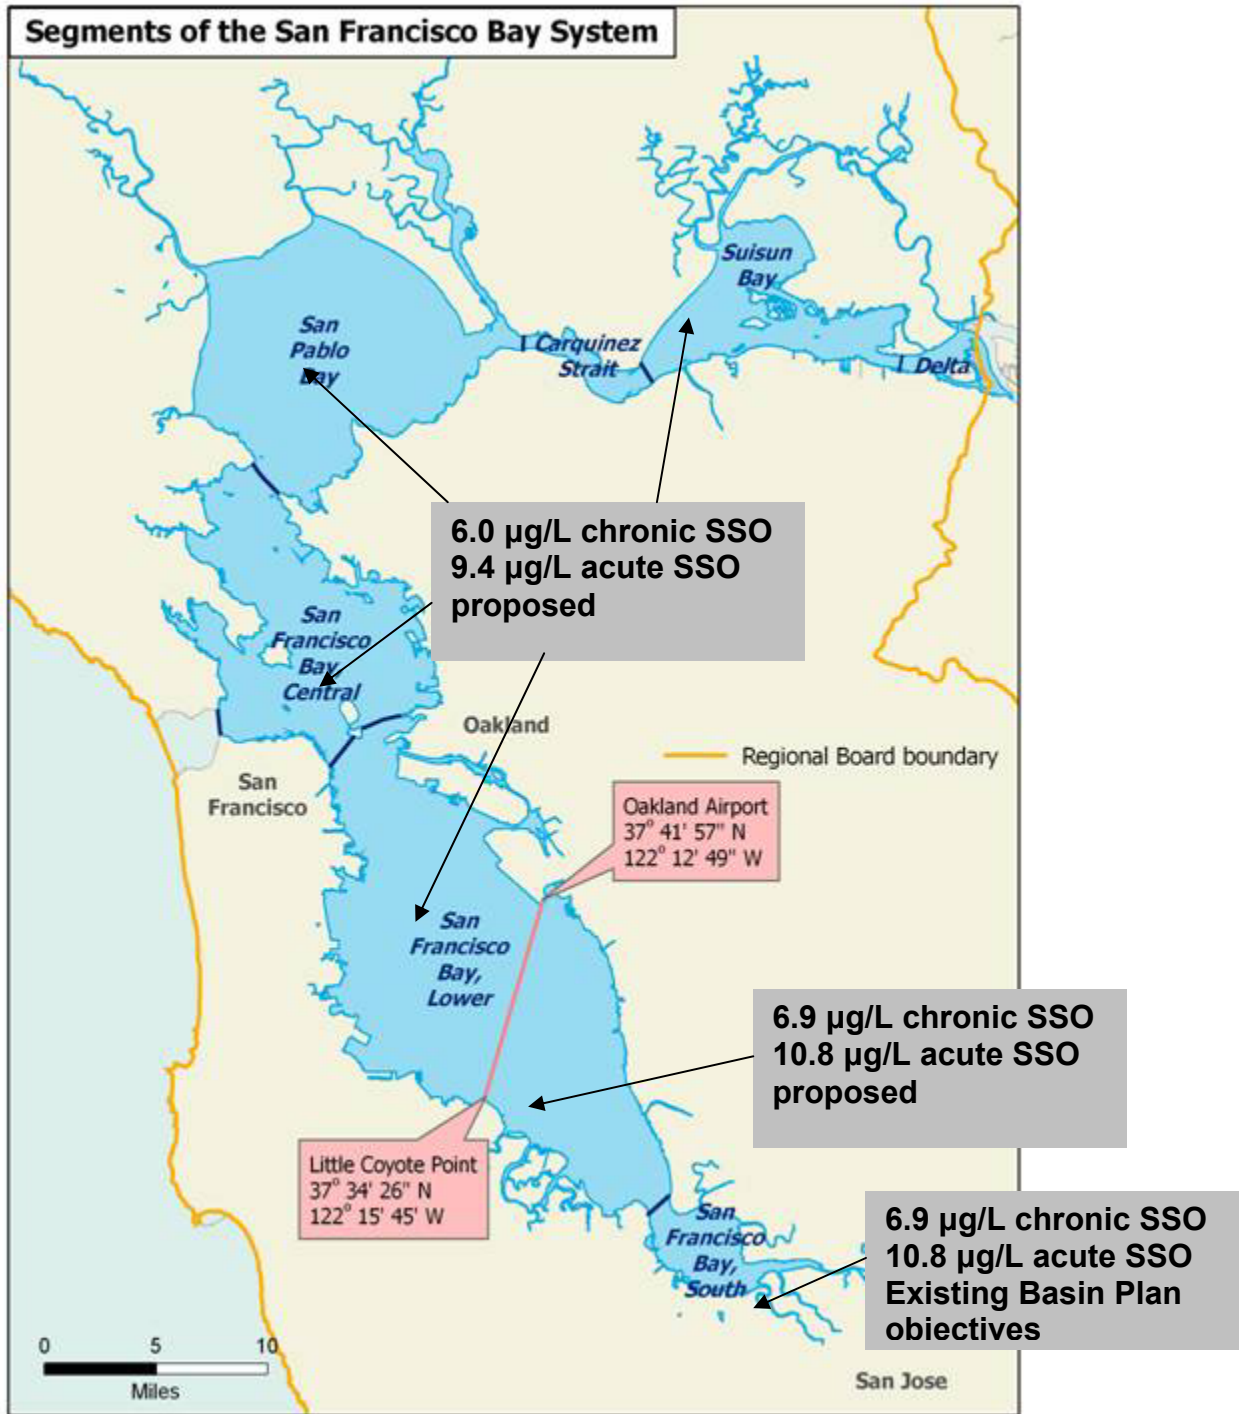 Segments of the San Francisco Bay System
Suisun
Bay
San
Pablo
Bay
Carquinez
Strait
Delta
6.0 µg/L chronic SSO
9.4 µg/L acute SSO
proposed
San
Francisco
Bay
Central
Oakland
Regional Board boundary
San
Francisco
Oakland Airport
37° 41' 57" N
122° 12' 49" W
San
Francisco
Bay,
Lower
6.9 µg/L chronic SSO
10.8 µg/L acute SSO
proposed
Little Coyote Point
37° 34' 26" N
122° 15' 45" W
San
Francisco
Bay,
South
6.9 µg/L chronic SSO
10.8 µg/L acute SSO
Existing Basin Plan
objectives
0 5 10
Miles
San Jose